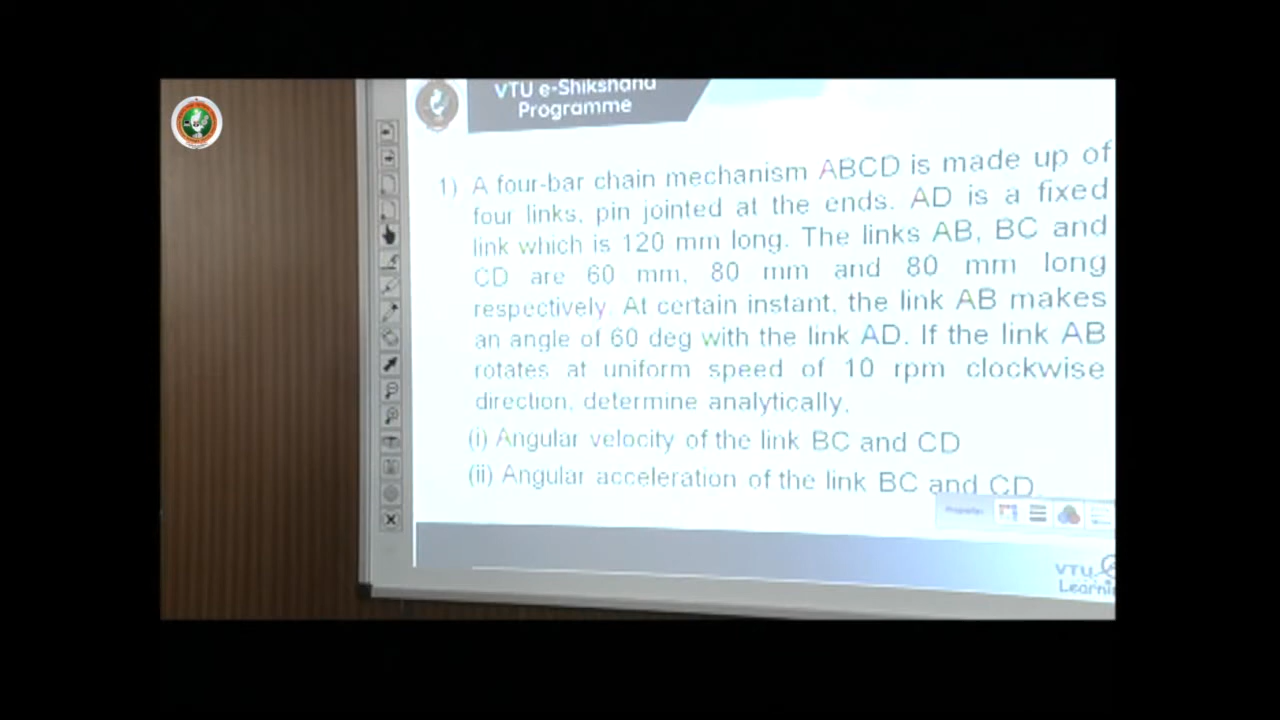 VTU e-Shikshana
Programme
1) A four-bar chain mechanism ABCD is made up of
four links, pin jointed at the ends. AD is a fixed
link which is 120 mm long. The links AB, BC and
CD are 60 mm, 80 mm and 80 mm long
respectively. At certain instant, the link AB makes
an angle of 60 deg with the link AD. If the link AB
rotates at uniform speed of 10 rpm clockwise
direction, determine analytically,
(i) Angular velocity of the link BC and CD
(ii) Angular acceleration of the link BC and CD
Properties
VTU
Learnin